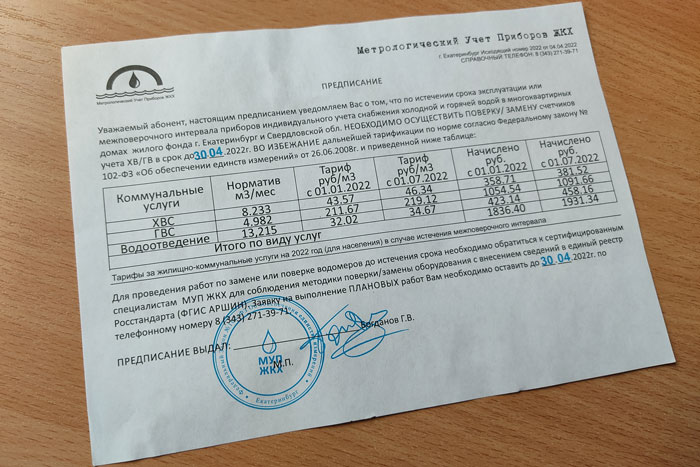 Метрологический Учет Приборов ЖКХ
г. Екатеринбург Исходящий номер 2022 от 04.04.2022
СПРАВОЧНЫЙ ТЕЛЕФОН: 8 (343) 271-39-71
Метрологический Учет Приборов ЖКХ
ПРЕДПИСАНИЕ
Уважаемый абонент, настоящим предписанием уведомляем Вас о том, что по истечении срока эксплуатации или
межповерочного интервала приборов индивидуального учета снабжения холодной и горячей водой в многоквартирных
домах жилого фонда г. Екатеринбург и Свердловской обл. НЕОБХОДИМО ОСУЩЕСТВИТЬ ПОВЕРКУ/ ЗАМЕНУ счетчиков
учета ХВ/ГВ в срок до 30.04.2022г. ВО ИЗБЕЖАНИЕ дальнейшей тарификации по норме согласно Федеральному закону №
102-ФЗ «Об обеспечении единств измерений» от 26.06.2008г. и приведенной ниже таблице.
Коммунальные услуги Норматив м3/мес Тариф руб/м3 с 01.01.2022 Тариф руб/м3 с 01.07.2022 Начислено руб. с 01.01.2022 Начислено руб. с 01.07.2022
ХВС 8,233 43.57 46.34 358.71 381.52
ГВС 4,982 211.67 219.12 1054.54 1091.66
Водоотведение 13,215 32.02 34.67 423.14 458.16
Итого по виду услуг 1836.40 1931.34
Тарифы за жилищно-коммунальные услуги на 2022 год (для населения) в случае истечения межповерочного интервала
Для проведения работ по замене или поверке водомеров до истечения срока необходимо обратиться к сертифицированным
специалистам МУП ЖКХ для соблюдения методики поверки/замены оборудования с внесением сведений в единый реестр
Росстандарта (ФГИС АРШИН). Заявку на выполнение ПЛАНОВЫХ работ Вам необходимо оставить до 30.04.2022г. по
телефонному номеру 8 (343) 271-39-71.
ПРЕДПИСАНИЕ ВЫДАЛ: Богданов Г.В.
М.П.
МУП
ЖКХ
Екатеринбург